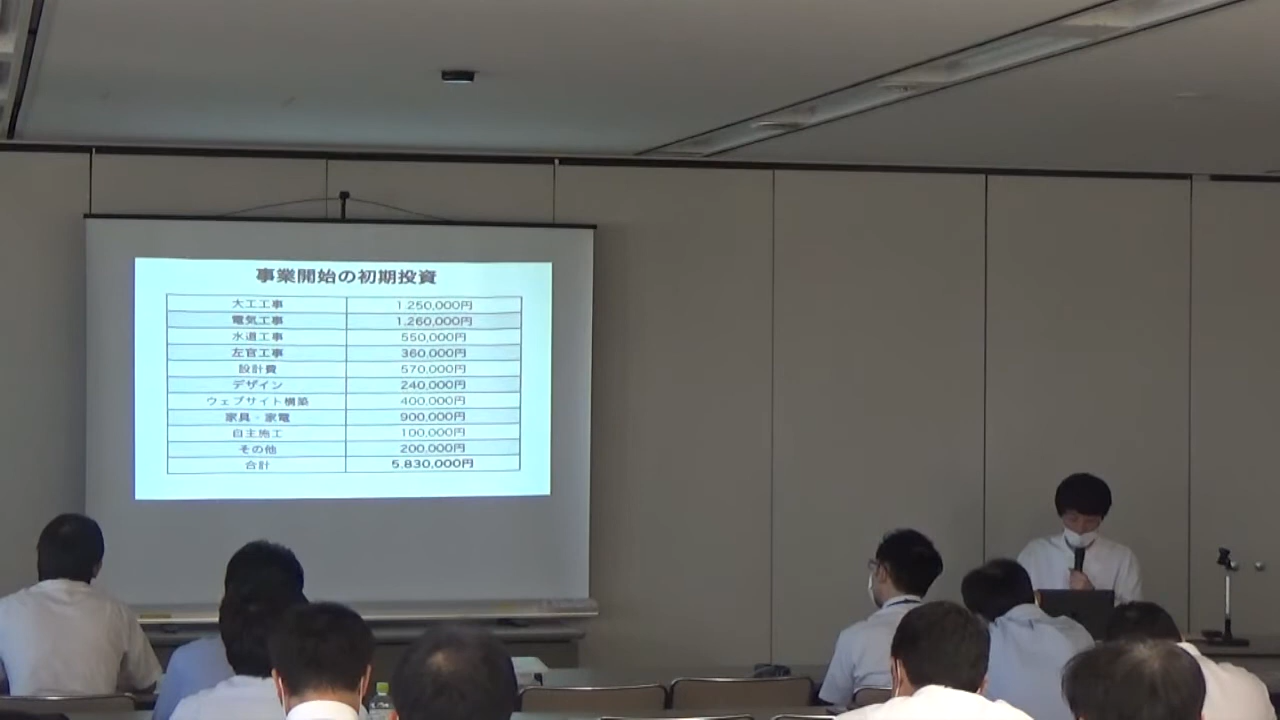 事業開始の初期投資
大工工事 1,250,000円
電気工事 1,260,000円
水道工事 550,000円
左官工事 360,000円
設計費 570,000円
デザイン 240,000円
ウェブサイト構築 400,000円
家具・家電 900,000円
自主施工 100,000円
その他 200,000円
合計 5,830,000円